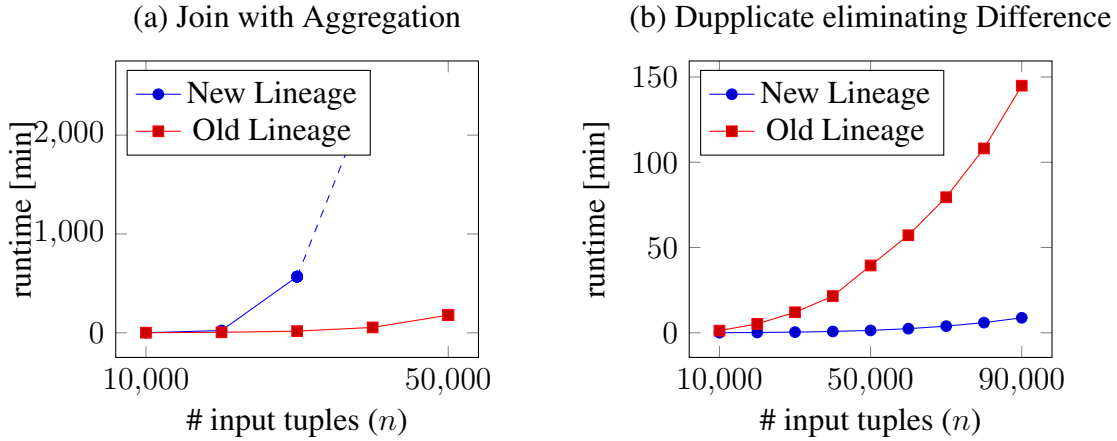 (a) Join with Aggregation
New Lineage
Old Lineage
2,000
1,000
0
runtime [min]
10,000
50,000
# input tuples (n)
(b) Dupplicate eliminating Difference
New Lineage
Old Lineage
150
100
50
0
runtime [min]
10,000
50,000
90,000
# input tuples (n)